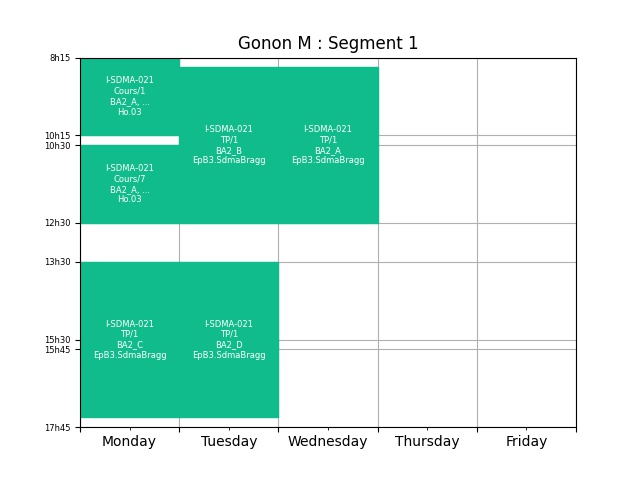 Gonon M : Segment 1
8h15
I-SDMA-021
Cours/1
BA2_A, ...
Ho.03
I-SDMA-021
TP/1
BA2_B
EpB3.SdmaBragg
I-SDMA-021
TP/1
BA2_A
EpB3.SdmaBragg
10h15
10h30
I-SDMA-021
Cours/7
BA2_A, ...
Ho.03
12h30
13h30
I-SDMA-021
TP/1
BA2_C
EpB3.SdmaBragg
I-SDMA-021
TP/1
BA2_D
EpB3.SdmaBragg
15h30
15h45
17h45
Monday Tuesday Wednesday Thursday Friday